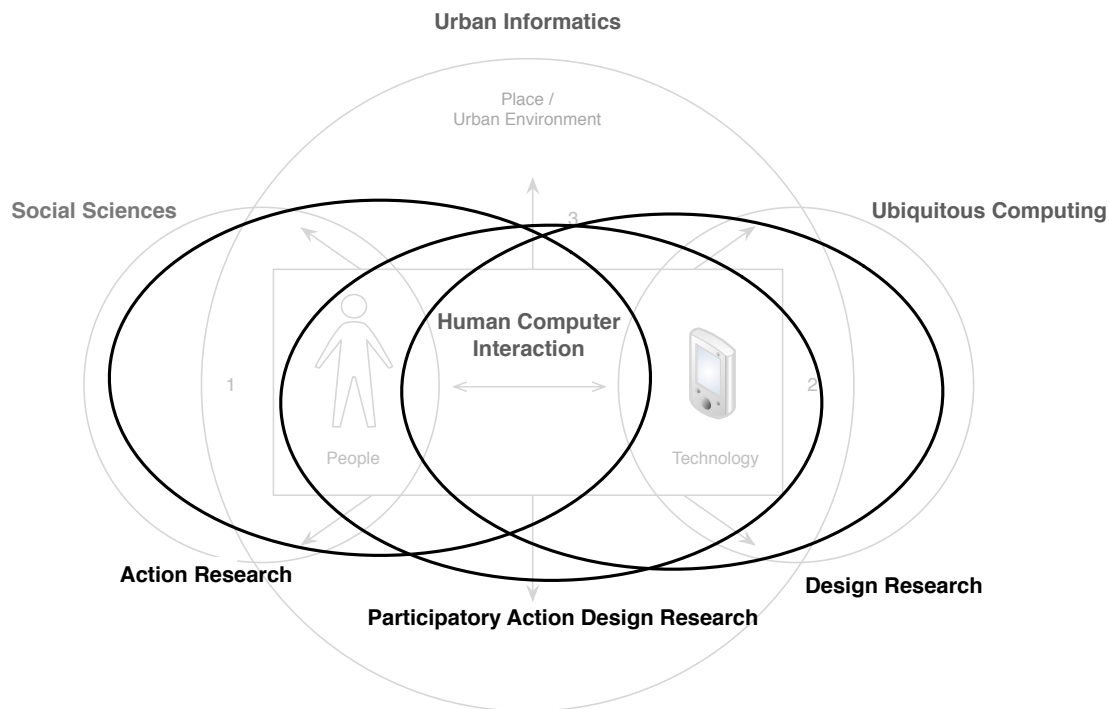 Urban Informatics
Place /
Urban Environment
Social Sciences
3
Ubiquitous Computing
Human Computer
Interaction
1
2
People
Technology
Action Research
Design Research
Participatory Action Design Research